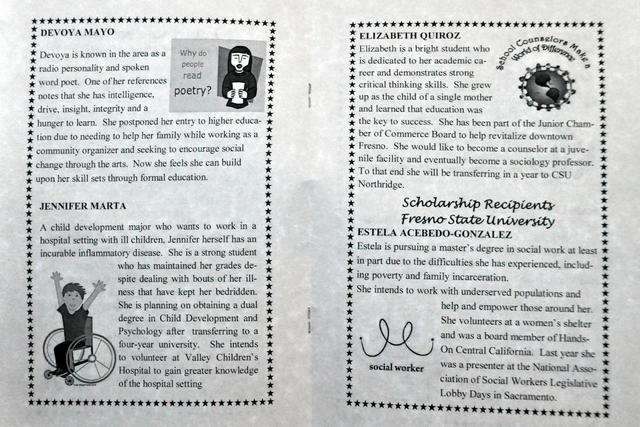 DEVOYA MAYO
Devoya is known in the area as a
radio personality and spoken
word poet. One of her references
notes that she has intelligence,
drive, insight, integrity and a
hunger to learn. She postponed her entry to higher educa-
tion due to needing to help her family while working as a
community organizer and seeking to encourage social
change through the arts. Now she feels she can build
upon her skill sets through formal education.
Why do
people
read
poetry?
JENNIFER MARTA
A child development major who wants to work in a
hospital setting with ill children, Jennifer herself has an
incurable inflammatory disease. She is a strong student
who has maintained her grades de-
spite dealing with bouts of her ill-
ness that have kept her bedridden.
She is planning on obtaining a dual
degree in Child Development and
Psychology after transferring to a
four-year university. She intends
to volunteer at Valley Children's
Hospital to gain greater knowledge
of the hospital setting
ELIZABETH QUIROZ
Elizabeth is a bright student who
is dedicated to her academic ca-
reer and demonstrates strong
critical thinking skills. She grew
up as the child of a single mother
and learned that education was
the key to success. She has been part of the Junior Cham-
ber of Commerce Board to help revitalize downtown
Fresno. She would like to become a counselor at a juve-
nile facility and eventually become a sociology professor.
To that end she will be transferring in a year to CSU
Northridge.
School Counselors Make A
World of Difference
Scholarship Recipients
Fresno State University
ESTELA ACEBEDO-GONZALEZ
Estela is pursuing a master's degree in social work at least
in part due to the difficulties she has experienced, includ-
ing poverty and family incarceration.
She intends to work with underserved populations and
help and empower those around her.
She volunteers at a women's shelter
and was a board member of Hands-
On Central California. Last year she
was a presenter at the National Asso-
ciation of Social Workers Legislative
Lobby Days in Sacramento.
social worker